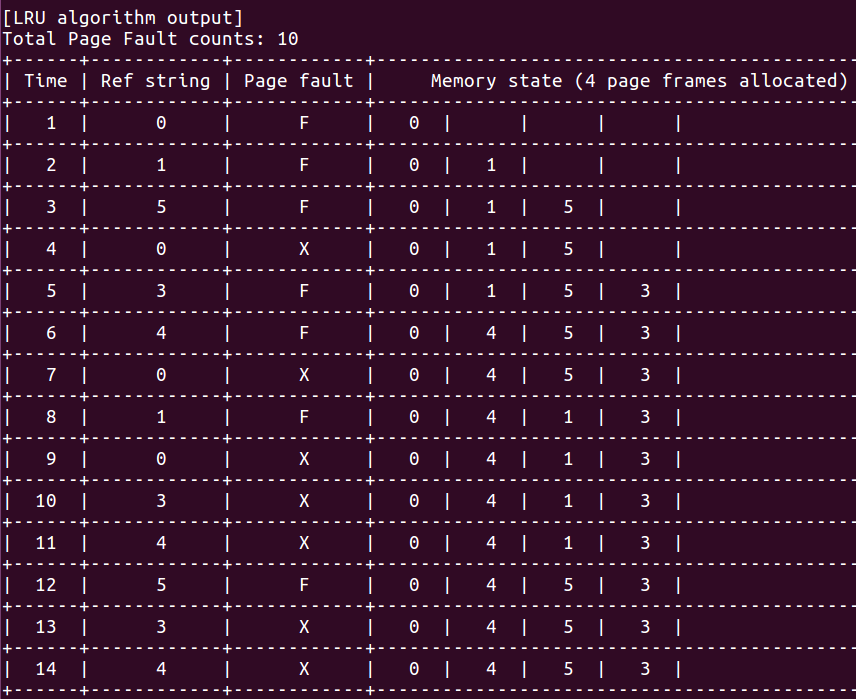 [LRU algorithm output]
Total Page Fault counts: 10
+------+------------+------------+--------------------------------------------
| Time | Ref string | Page fault |     Memory state (4 page frames allocated)
+------+------------+------------+--------------------------------------------
|   1  |      0     |      F     |   0  |      |      |      |
+------+------------+------------+--------------------------------------------
|   2  |      1     |      F     |   0  |   1  |      |      |
+------+------------+------------+--------------------------------------------
|   3  |      5     |      F     |   0  |   1  |   5  |      |
+------+------------+------------+--------------------------------------------
|   4  |      0     |      X     |   0  |   1  |   5  |      |
+------+------------+------------+--------------------------------------------
|   5  |      3     |      F     |   0  |   1  |   5  |   3  |
+------+------------+------------+--------------------------------------------
|   6  |      4     |      F     |   0  |   4  |   5  |   3  |
+------+------------+------------+--------------------------------------------
|   7  |      0     |      X     |   0  |   4  |   5  |   3  |
+------+------------+------------+--------------------------------------------
|   8  |      1     |      F     |   0  |   4  |   1  |   3  |
+------+------------+------------+--------------------------------------------
|   9  |      0     |      X     |   0  |   4  |   1  |   3  |
+------+------------+------------+--------------------------------------------
|  10  |      3     |      X     |   0  |   4  |   1  |   3  |
+------+------------+------------+--------------------------------------------
|  11  |      4     |      X     |   0  |   4  |   1  |   3  |
+------+------------+------------+--------------------------------------------
|  12  |      5     |      F     |   0  |   4  |   5  |   3  |
+------+------------+------------+--------------------------------------------
|  13  |      3     |      X     |   0  |   4  |   5  |   3  |
+------+------------+------------+--------------------------------------------
|  14  |      4     |      X     |   0  |   4  |   5  |   3  |
+------+------------+------------+--------------------------------------------